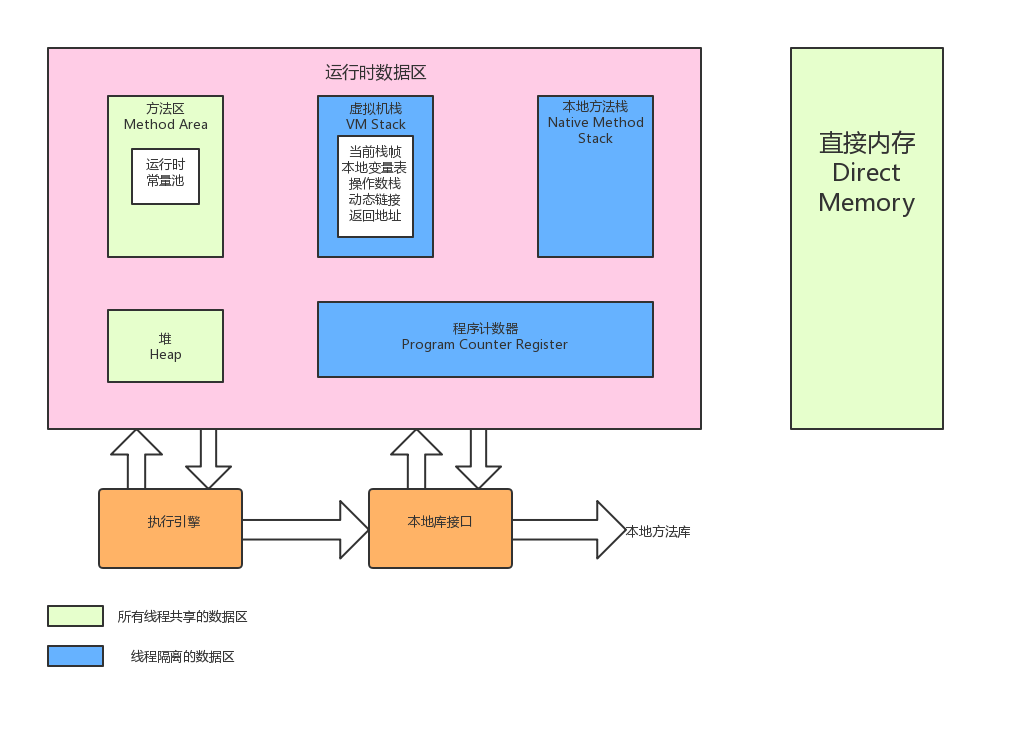 运行时数据区
方法区
Method Area
运行时
常量池
虚拟机栈
VM Stack
当前栈帧
本地变量表
操作数栈
动态链接
返回地址
本地方法栈
Native Method
Stack
直接内存
Direct
Memory
堆
Heap
程序计数器
Program Counter Register
执行引擎
本地库接口
本地方法库
所有线程共享的数据区
线程隔离的数据区